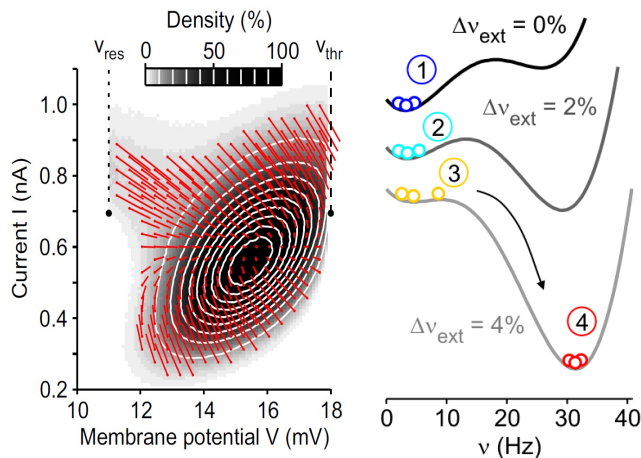 Density (%)
0 50 100
v_res
v_thr
Current I (nA)
1.0
0.8
0.6
0.4
0.2
10 12 14 16 18
Membrane potential V (mV)
Δν_ext = 0%
1
Δν_ext = 2%
2
3
4
Δν_ext = 4%
0 10 20 30 40
ν (Hz)